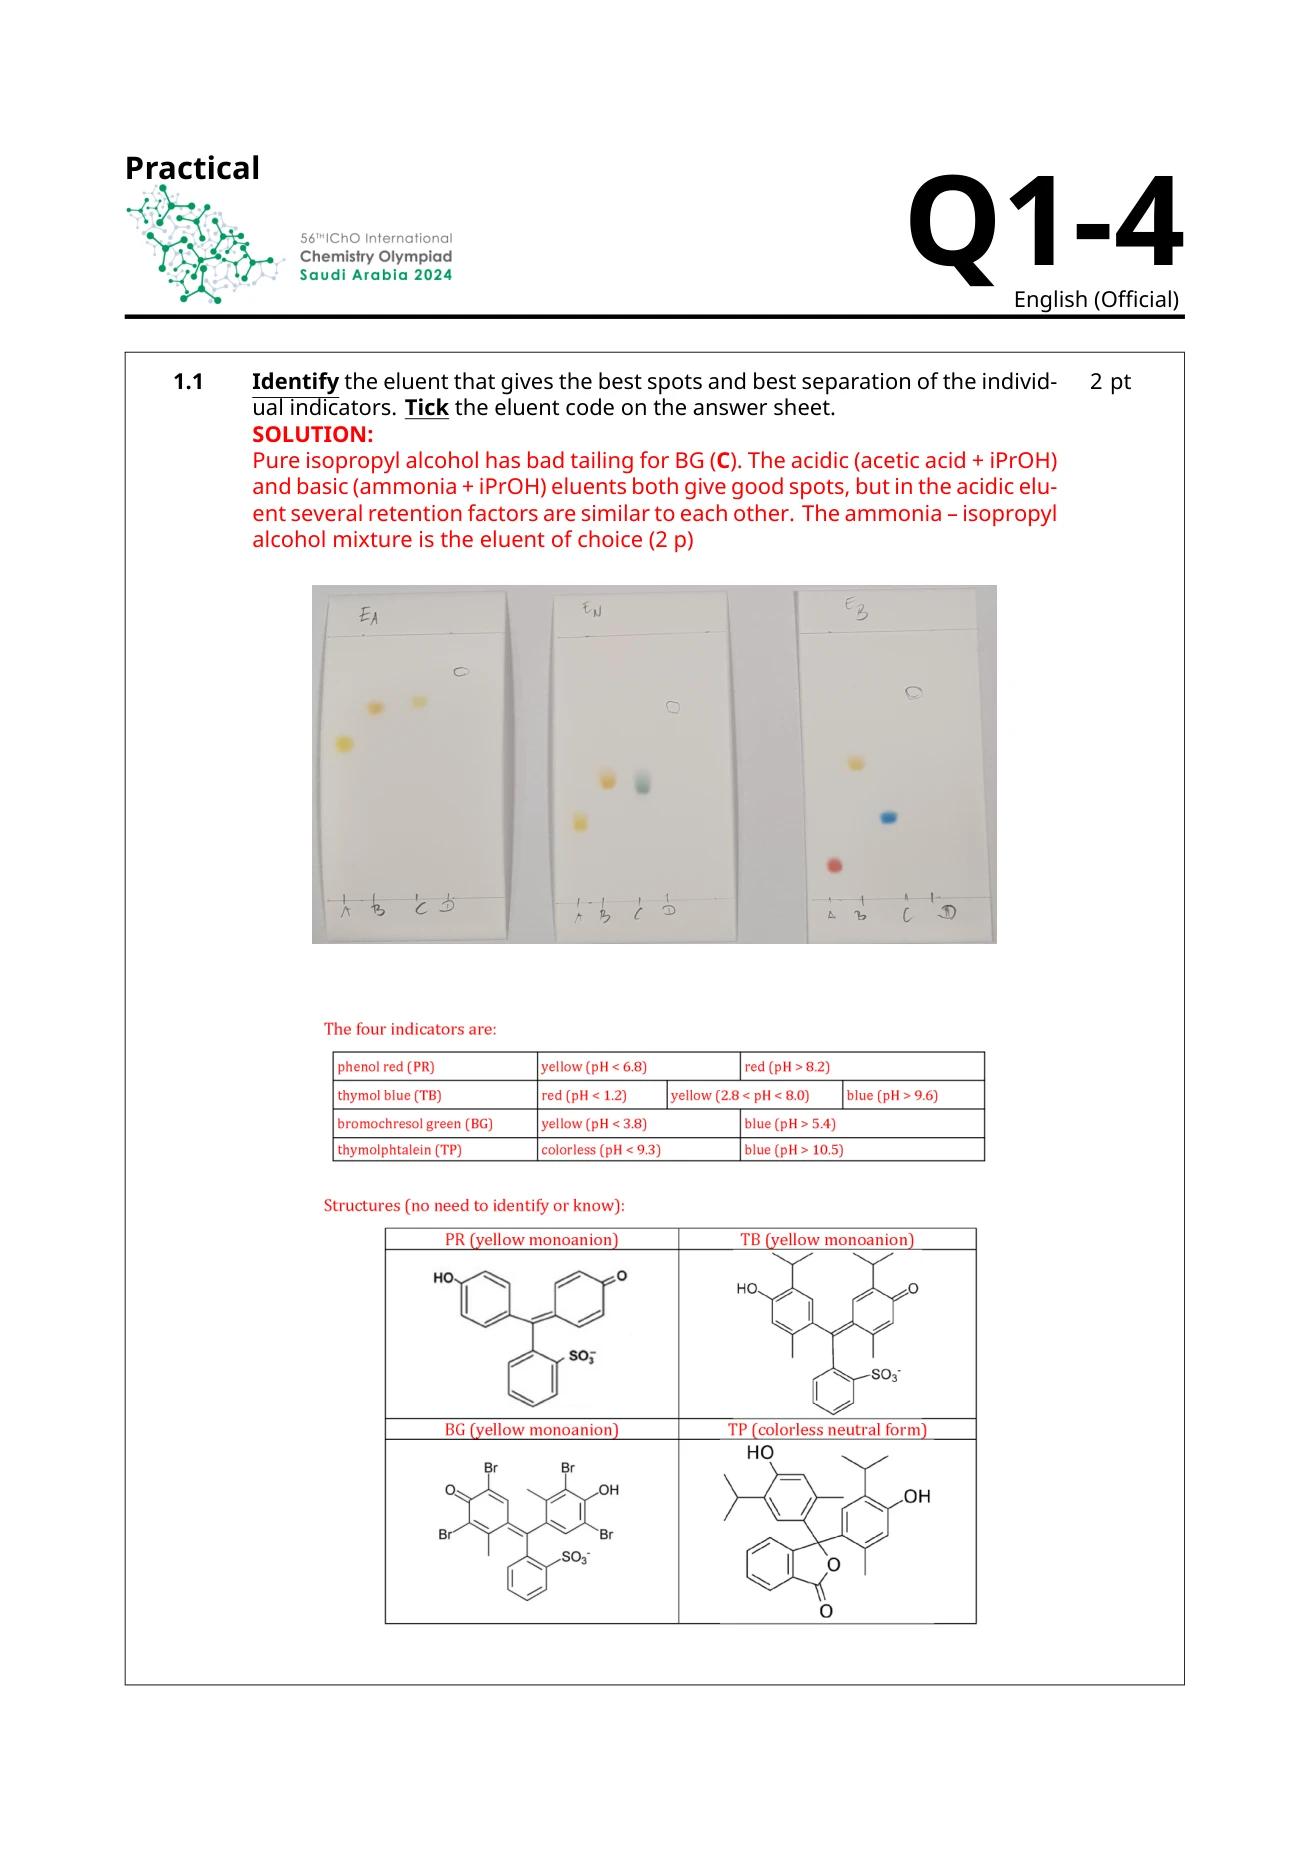 Practical
56THIChO International
Chemistry Olympiad
Saudi Arabia 2024
Q1-4
English (Official)
1.1 Identify the eluent that gives the best spots and best separation of the individ- 2 pt
ual indicators. Tick the eluent code on the answer sheet.
SOLUTION:
Pure isopropyl alcohol has bad tailing for BG (C). The acidic (acetic acid + iPrOH)
and basic (ammonia + iPrOH) eluents both give good spots, but in the acidic elu-
ent several retention factors are similar to each other. The ammonia – isopropyl
alcohol mixture is the eluent of choice (2 p)
EA EN EB
A B C D A B C D A B C D
The four indicators are:
phenol red (PR) yellow (pH < 6.8) red (pH > 8.2)
thymol blue (TB) red (pH < 1.2) yellow (2.8 < pH < 8.0) blue (pH > 9.6)
bromochresol green (BG) yellow (pH < 3.8) blue (pH > 5.4)
thymolphtalein (TP) colorless (pH < 9.3) blue (pH > 10.5)
Structures (no need to identify or know):
PR (yellow monoanion) TB (yellow monoanion)
HO O HO O
SO3- SO3-
BG (yellow monoanion) TP (colorless neutral form)
HO
Br Br
O OH OH
Br Br
SO3- O
O